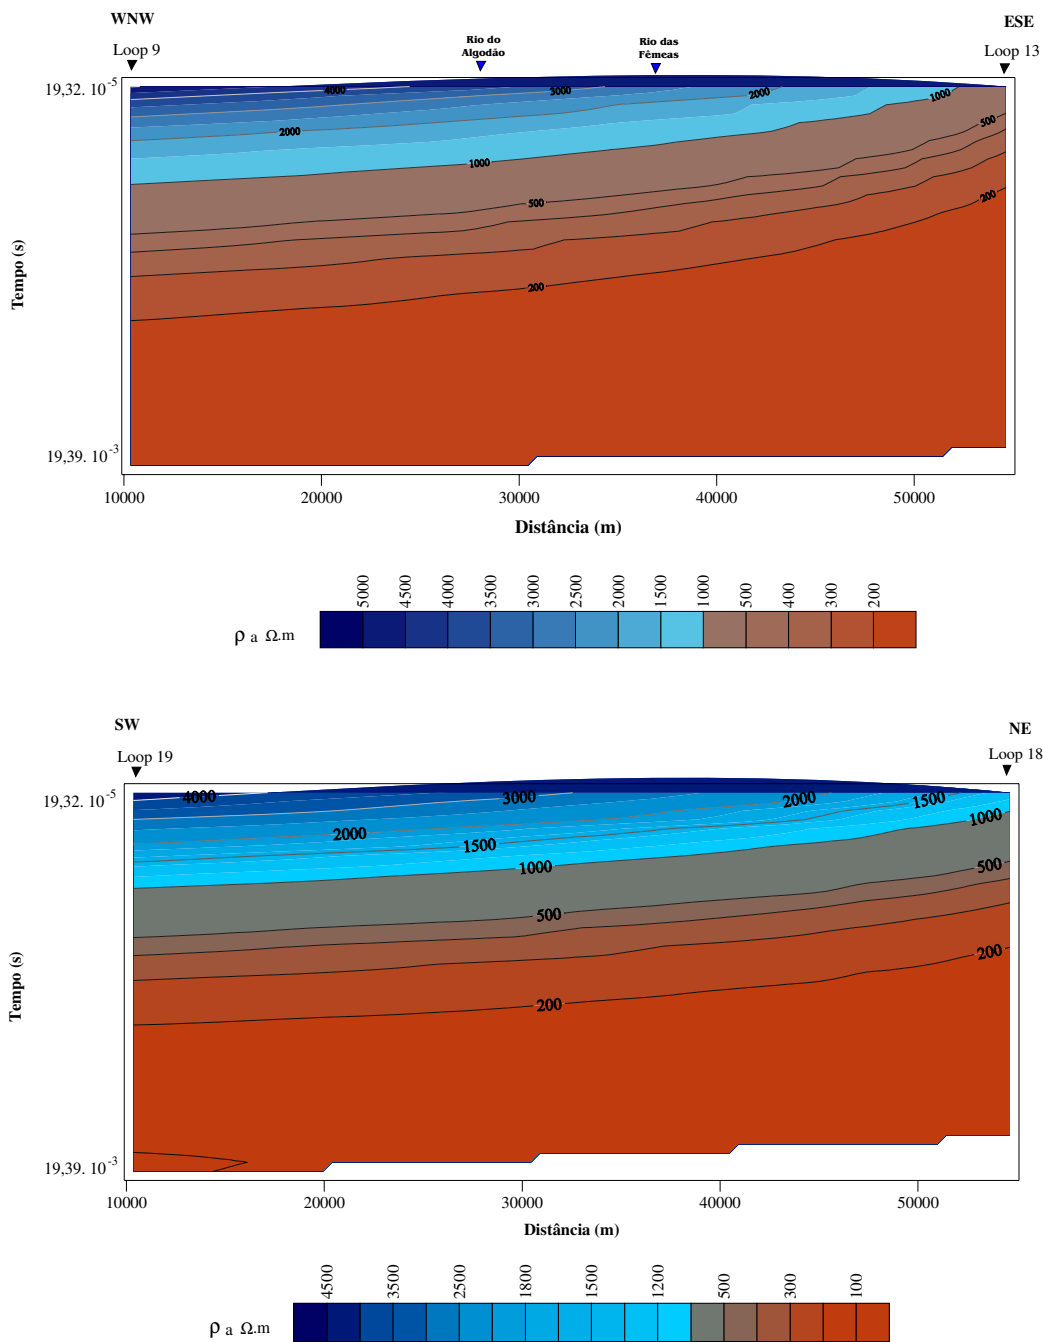 WNW
ESE
Loop 9
Rio do
Algodão
Rio das
Fêmeas
Loop 13
19,32. 10-5
4000
3000
2000
1000
2000
500
1000
500
200
200
Tempo (s)
19,39. 10-3
10000 20000 30000 40000 50000
Distância (m)
5000 4500 4000 3500 3000 2500 2000 1500 1000 500 400 300 200
ρ a Ω.m
SW
NE
Loop 19
Loop 18
19,32. 10-5
4000
3000
2000
1500
2000
1500
1000
1000
500
500
200
200
Tempo (s)
19,39. 10-3
10000 20000 30000 40000 50000
Distância (m)
4500 3500 2500 1800 1500 1200 500 300 100
ρ a Ω.m